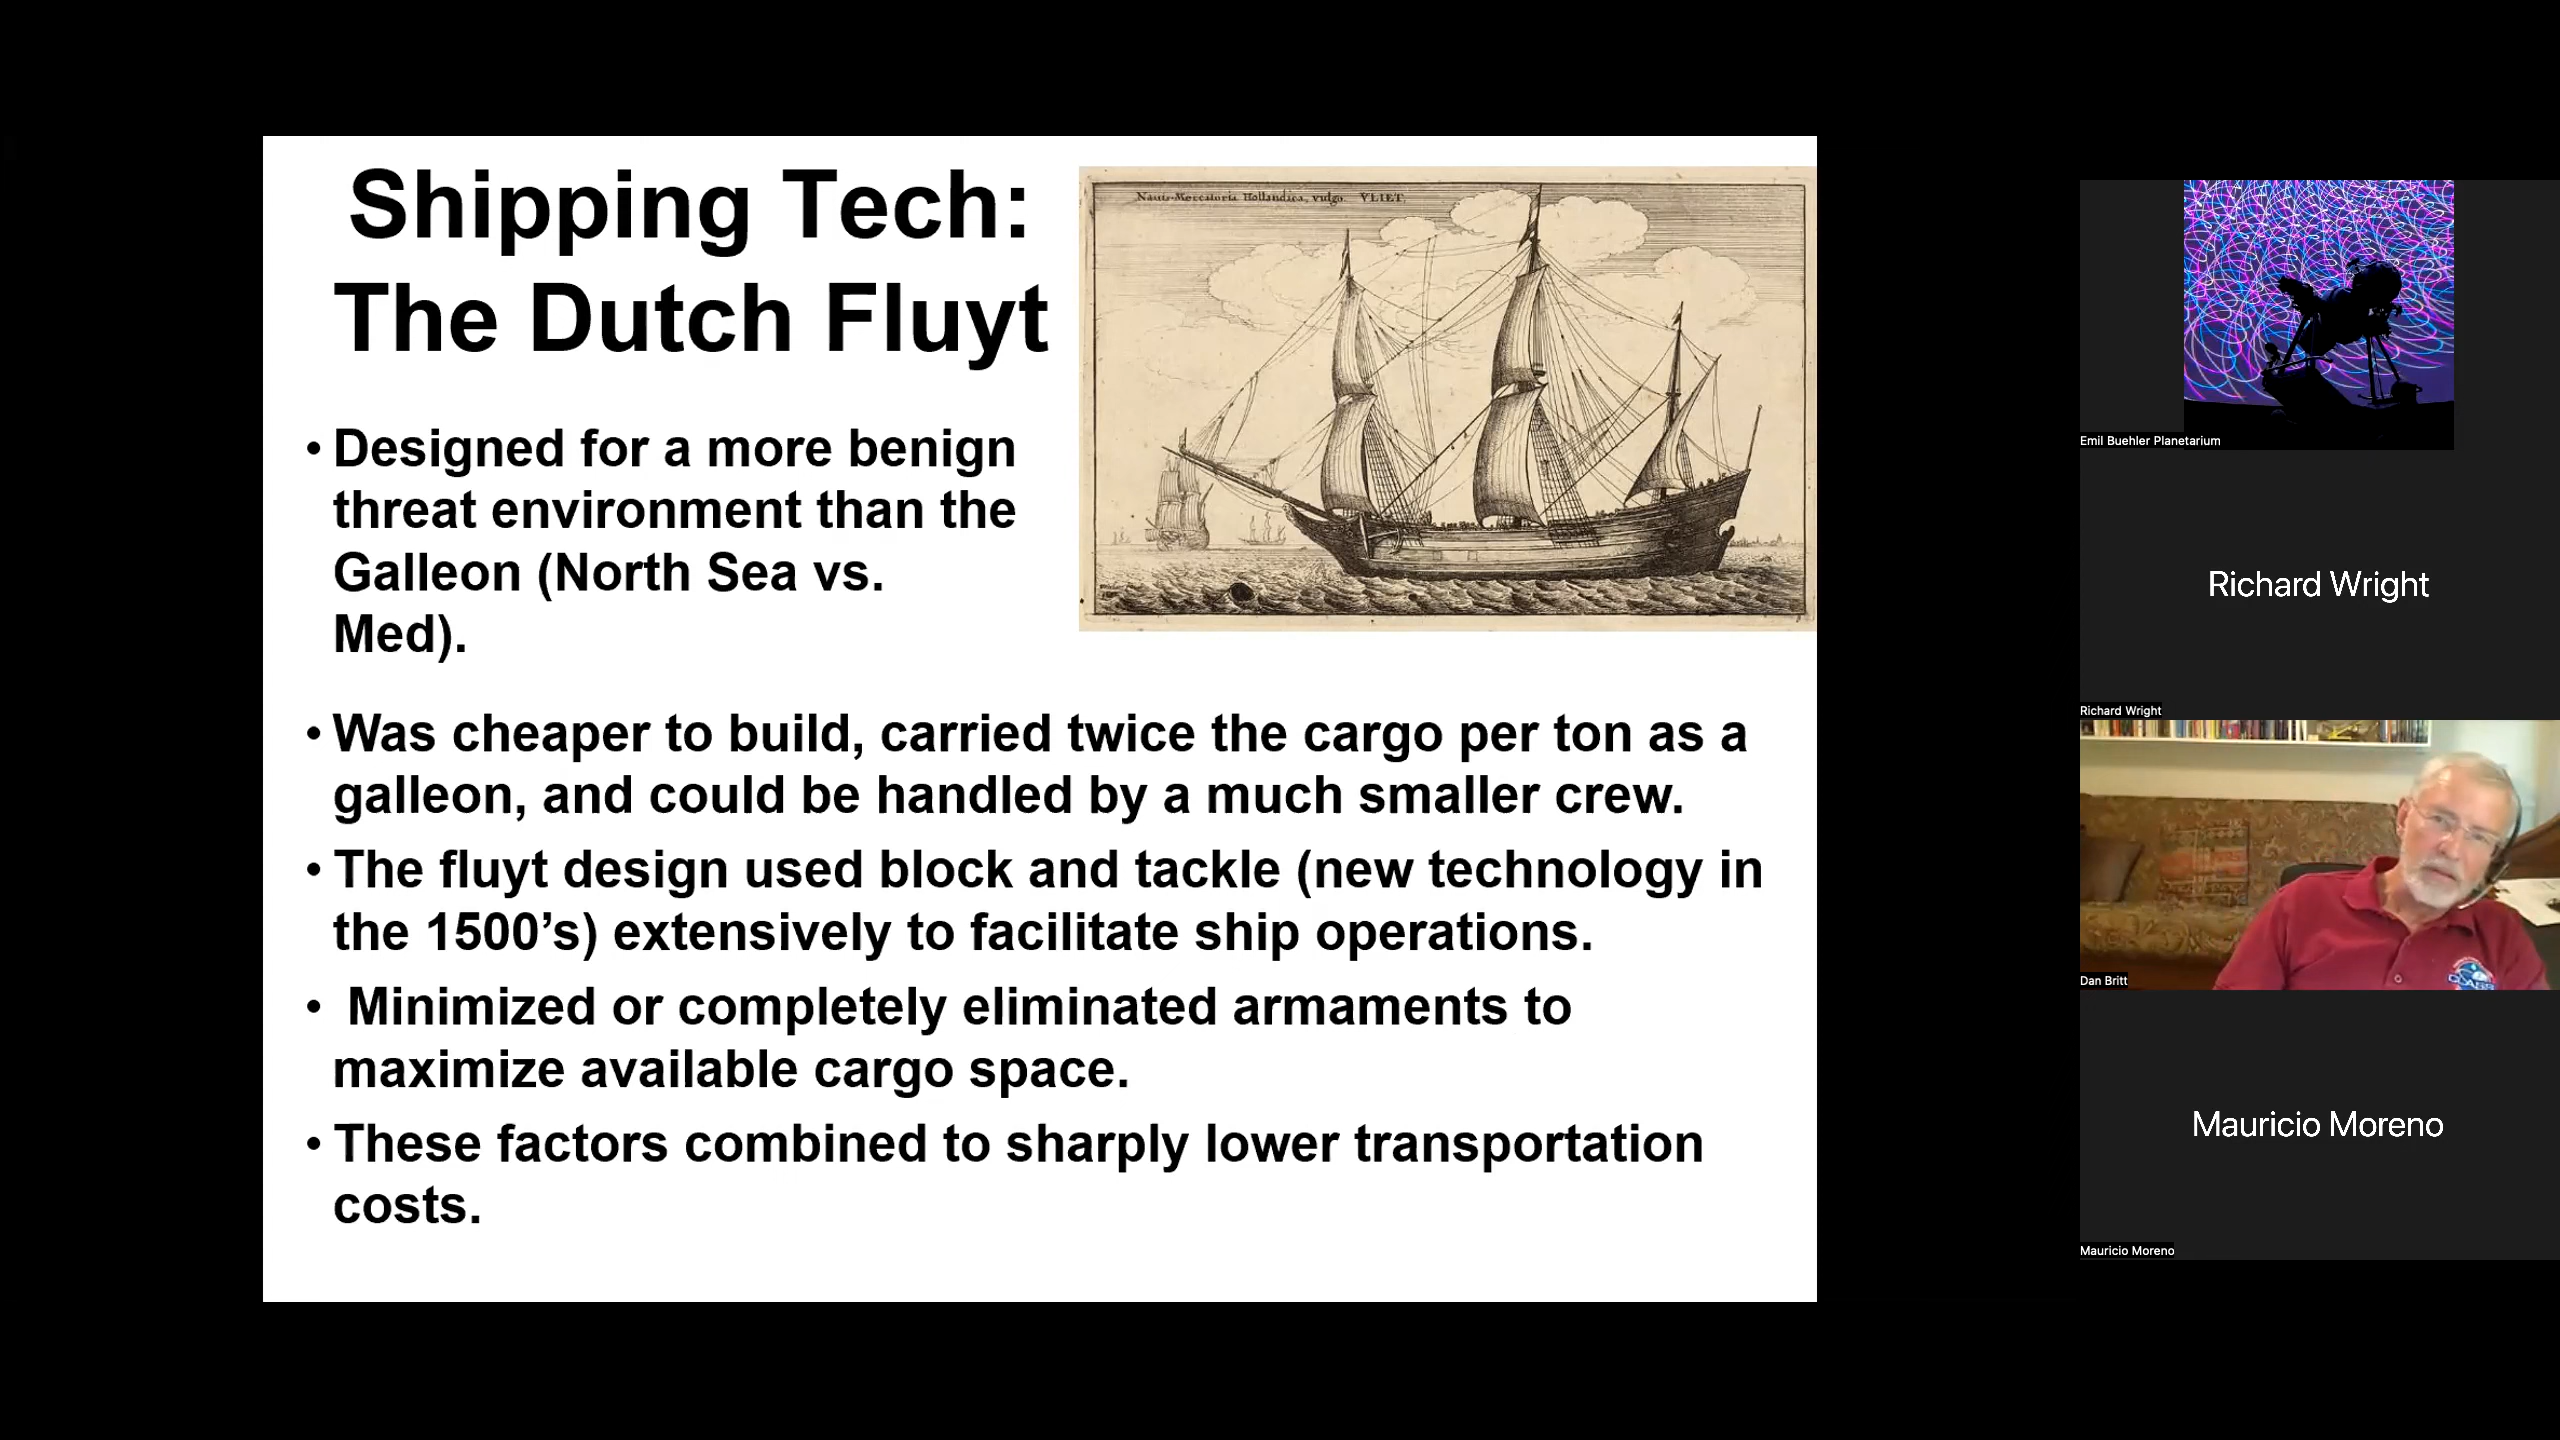 Shipping Tech:
The Dutch Fluyt
Navis Mercatoria Hollandica, vulgo. VLIET.
• Designed for a more benign
threat environment than the
Galleon (North Sea vs.
Med).
• Was cheaper to build, carried twice the cargo per ton as a
galleon, and could be handled by a much smaller crew.
• The fluyt design used block and tackle (new technology in
the 1500’s) extensively to facilitate ship operations.
• Minimized or completely eliminated armaments to
maximize available cargo space.
• These factors combined to sharply lower transportation
costs.
Emil Buehler Planetarium
Richard Wright
Richard Wright
CLASS
Dan Britt
Mauricio Moreno
Mauricio Moreno